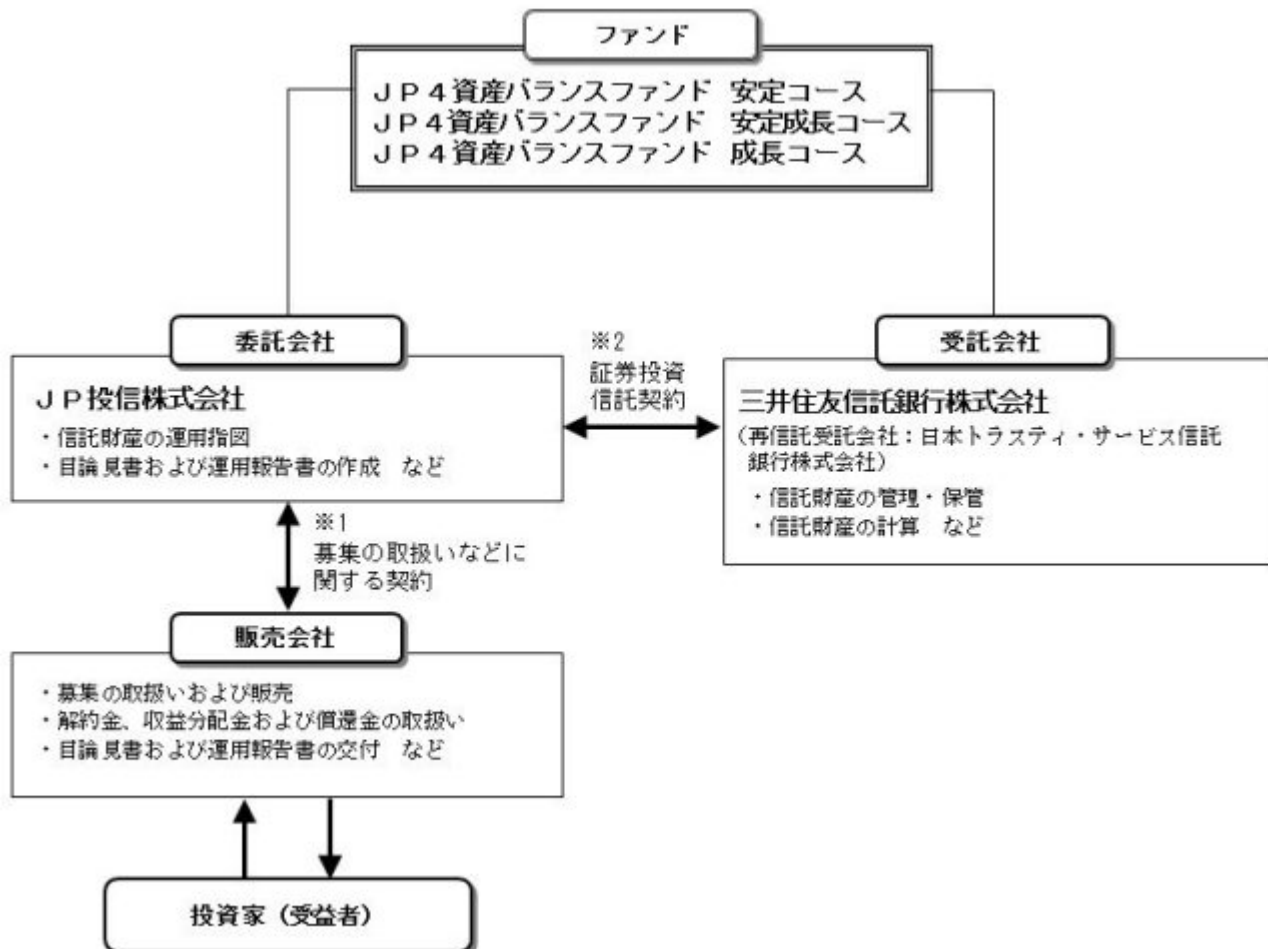 ファンド
ＪＰ４資産バランスファンド　安定コース
ＪＰ４資産バランスファンド　安定成長コース
ＪＰ４資産バランスファンド　成長コース
委託会社
ＪＰ投信株式会社
・信託財産の運用指図
・目論見書および運用報告書の作成　など
※2
証券投資
信託契約
受託会社
三井住友信託銀行株式会社
（再信託受託会社：日本トラスティ・サービス信託
銀行株式会社）
・信託財産の管理・保管
・信託財産の計算　など
※1
募集の取扱いなどに
関する契約
販売会社
・募集の取扱いおよび販売
・解約金、収益分配金および償還金の取扱い
・目論見書および運用報告書の交付　など
投資家（受益者）